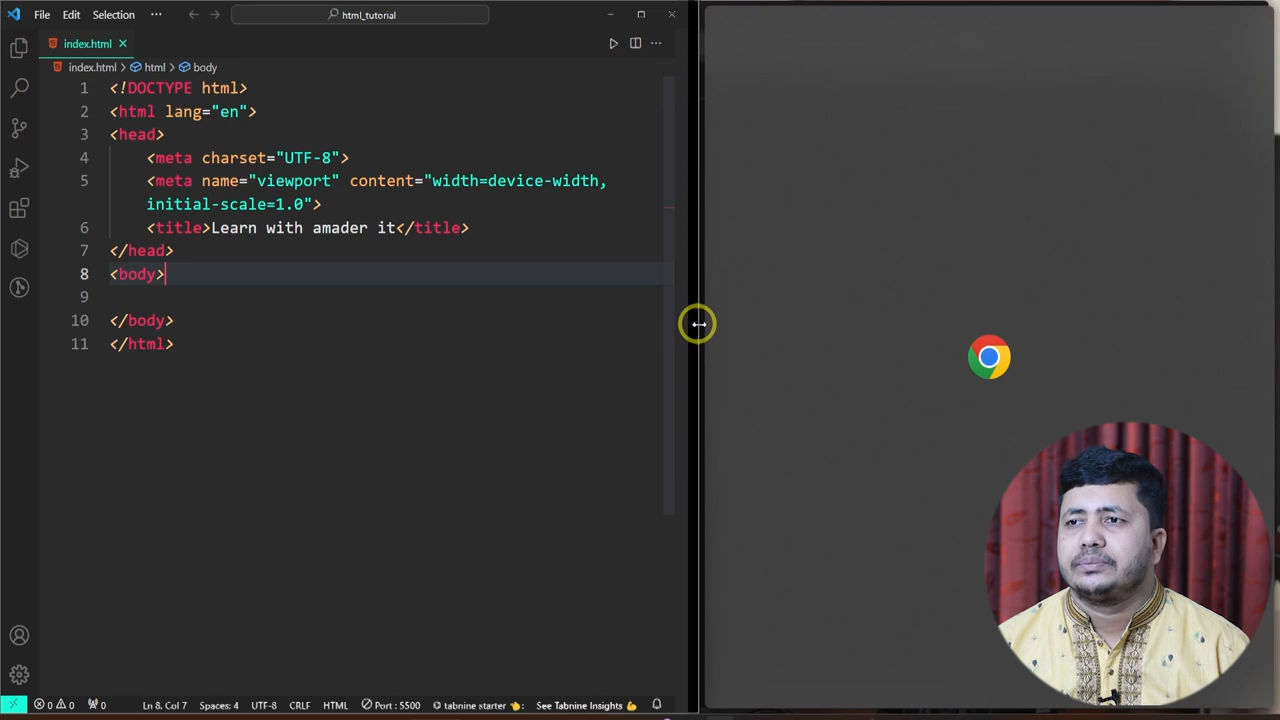 File Edit Selection ··· html_tutorial
index.html
index.html > html > body
1 <!DOCTYPE html>
2 <html lang="en">
3 <head>
4 <meta charset="UTF-8">
5 <meta name="viewport" content="width=device-width,
initial-scale=1.0">
6 <title>Learn with amader it</title>
7 </head>
8 <body>
9
10 </body>
11 </html>
0 0 0 Ln 8, Col 7 Spaces: 4 UTF-8 CRLF HTML Port : 5500 tabnine starter See Tabnine Insights